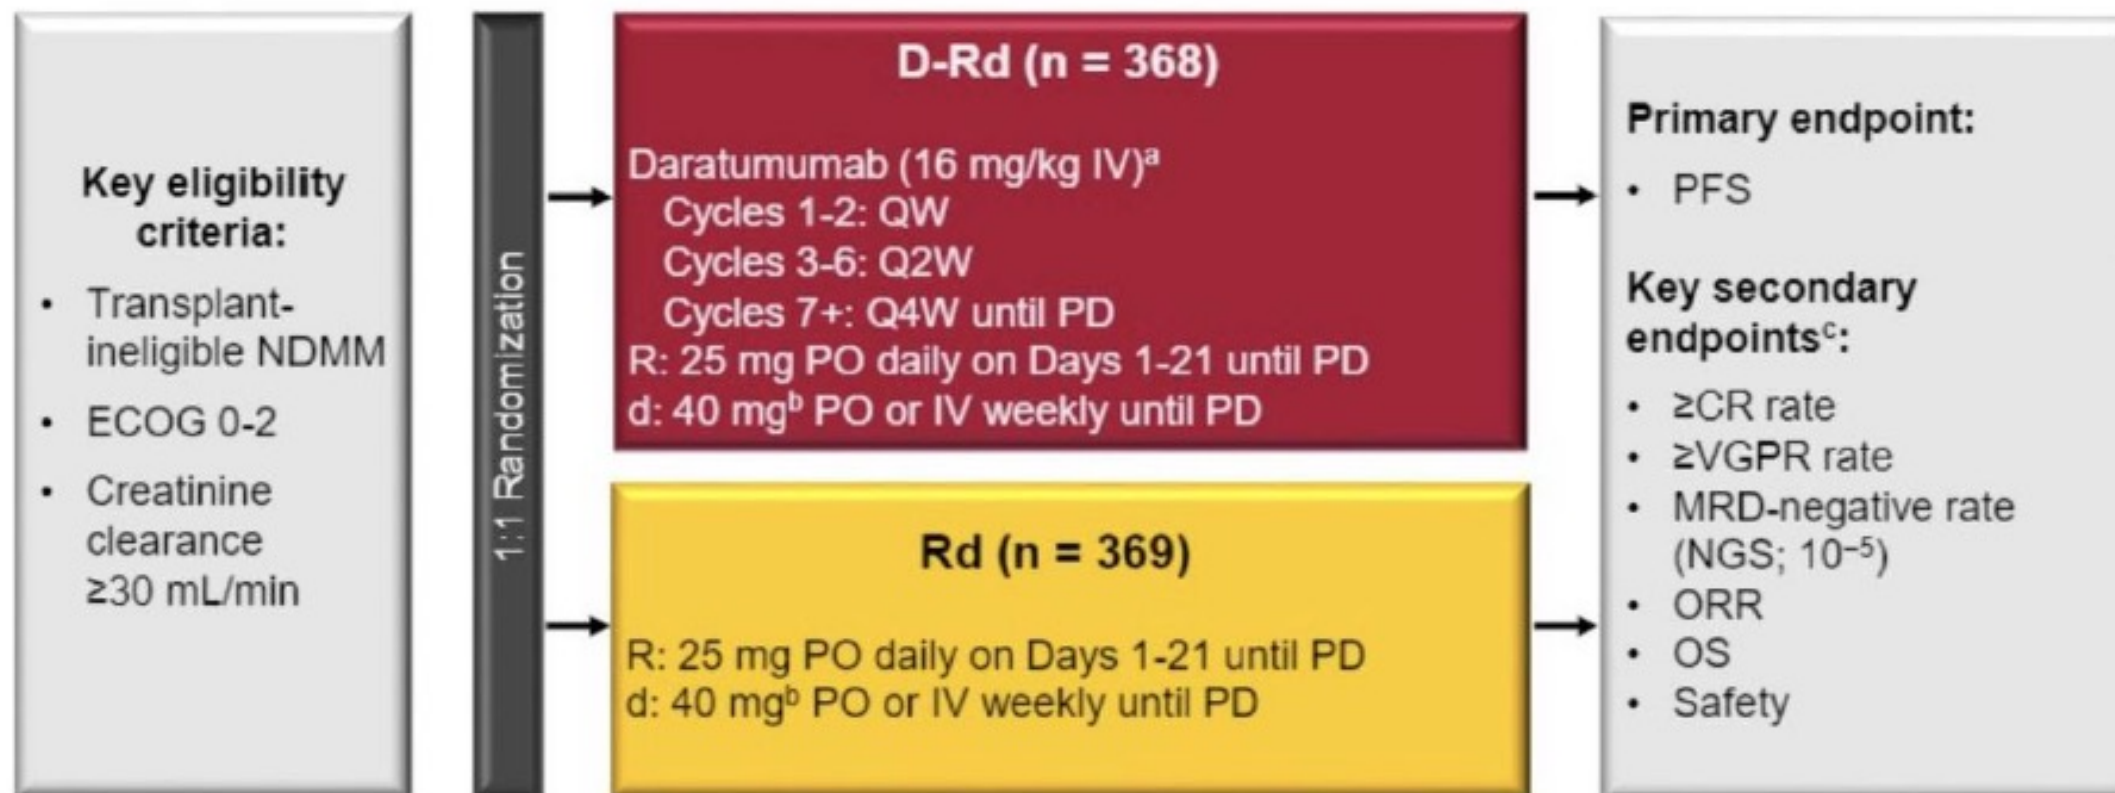 Key eligibility
criteria:
• Transplant-
ineligible NDMM
• ECOG 0-2
• Creatinine
clearance
≥30 mL/min
1:1 Randomization
D-Rd (n = 368)
Daratumumab (16 mg/kg IV)ᵃ
Cycles 1-2: QW
Cycles 3-6: Q2W
Cycles 7+: Q4W until PD
R: 25 mg PO daily on Days 1-21 until PD
d: 40 mgᵇ PO or IV weekly until PD
Rd (n = 369)
R: 25 mg PO daily on Days 1-21 until PD
d: 40 mgᵇ PO or IV weekly until PD
Primary endpoint:
• PFS
Key secondary
endpointsᶜ:
• ≥CR rate
• ≥VGPR rate
• MRD-negative rate
(NGS; 10⁻⁵)
• ORR
• OS
• Safety